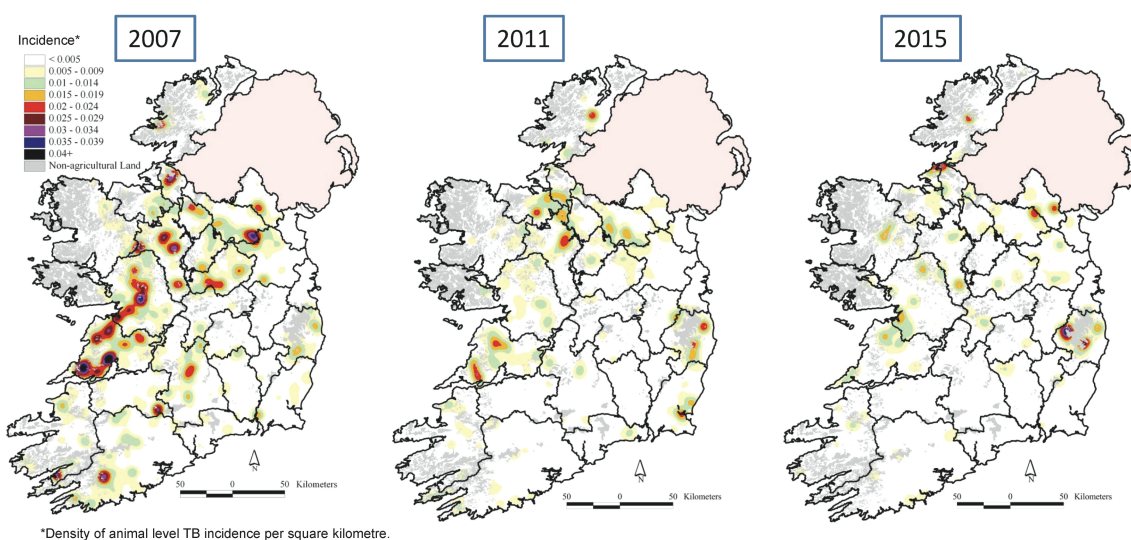 2007
2011
2015
Incidence*
< 0.005
0.005 - 0.009
0.01 - 0.014
0.015 - 0.019
0.02 - 0.024
0.025 - 0.029
0.03 - 0.034
0.035 - 0.039
0.04+
Non-agricultural Land
N
50 0 50 Kilometers
N
50 0 50 Kilometers
N
50 0 50 Kilometers
*Density of animal level TB incidence per square kilometre.